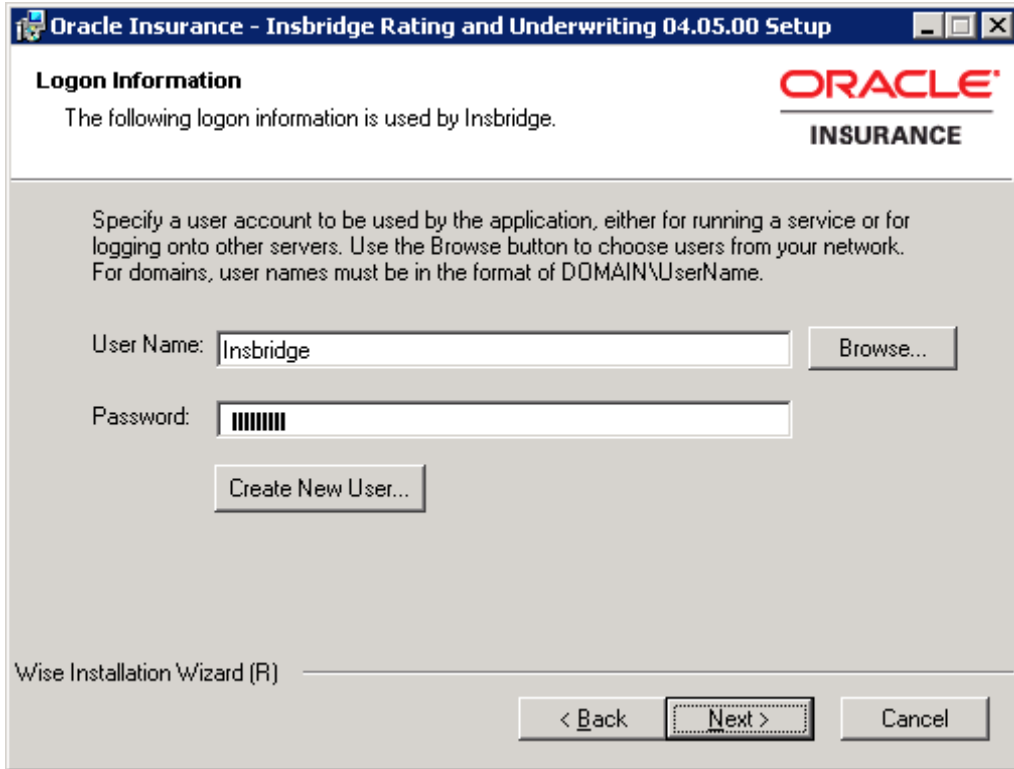 Oracle Insurance - Insbridge Rating and Underwriting 04.05.00 Setup
Logon Information
The following logon information is used by Insbridge.
ORACLE
INSURANCE
Specify a user account to be used by the application, either for running a service or for
logging onto other servers. Use the Browse button to choose users from your network.
For domains, user names must be in the format of DOMAIN\UserName.
User Name: Insbridge Browse...
Password:
Create New User...
Wise Installation Wizard (R)
< Back Next > Cancel